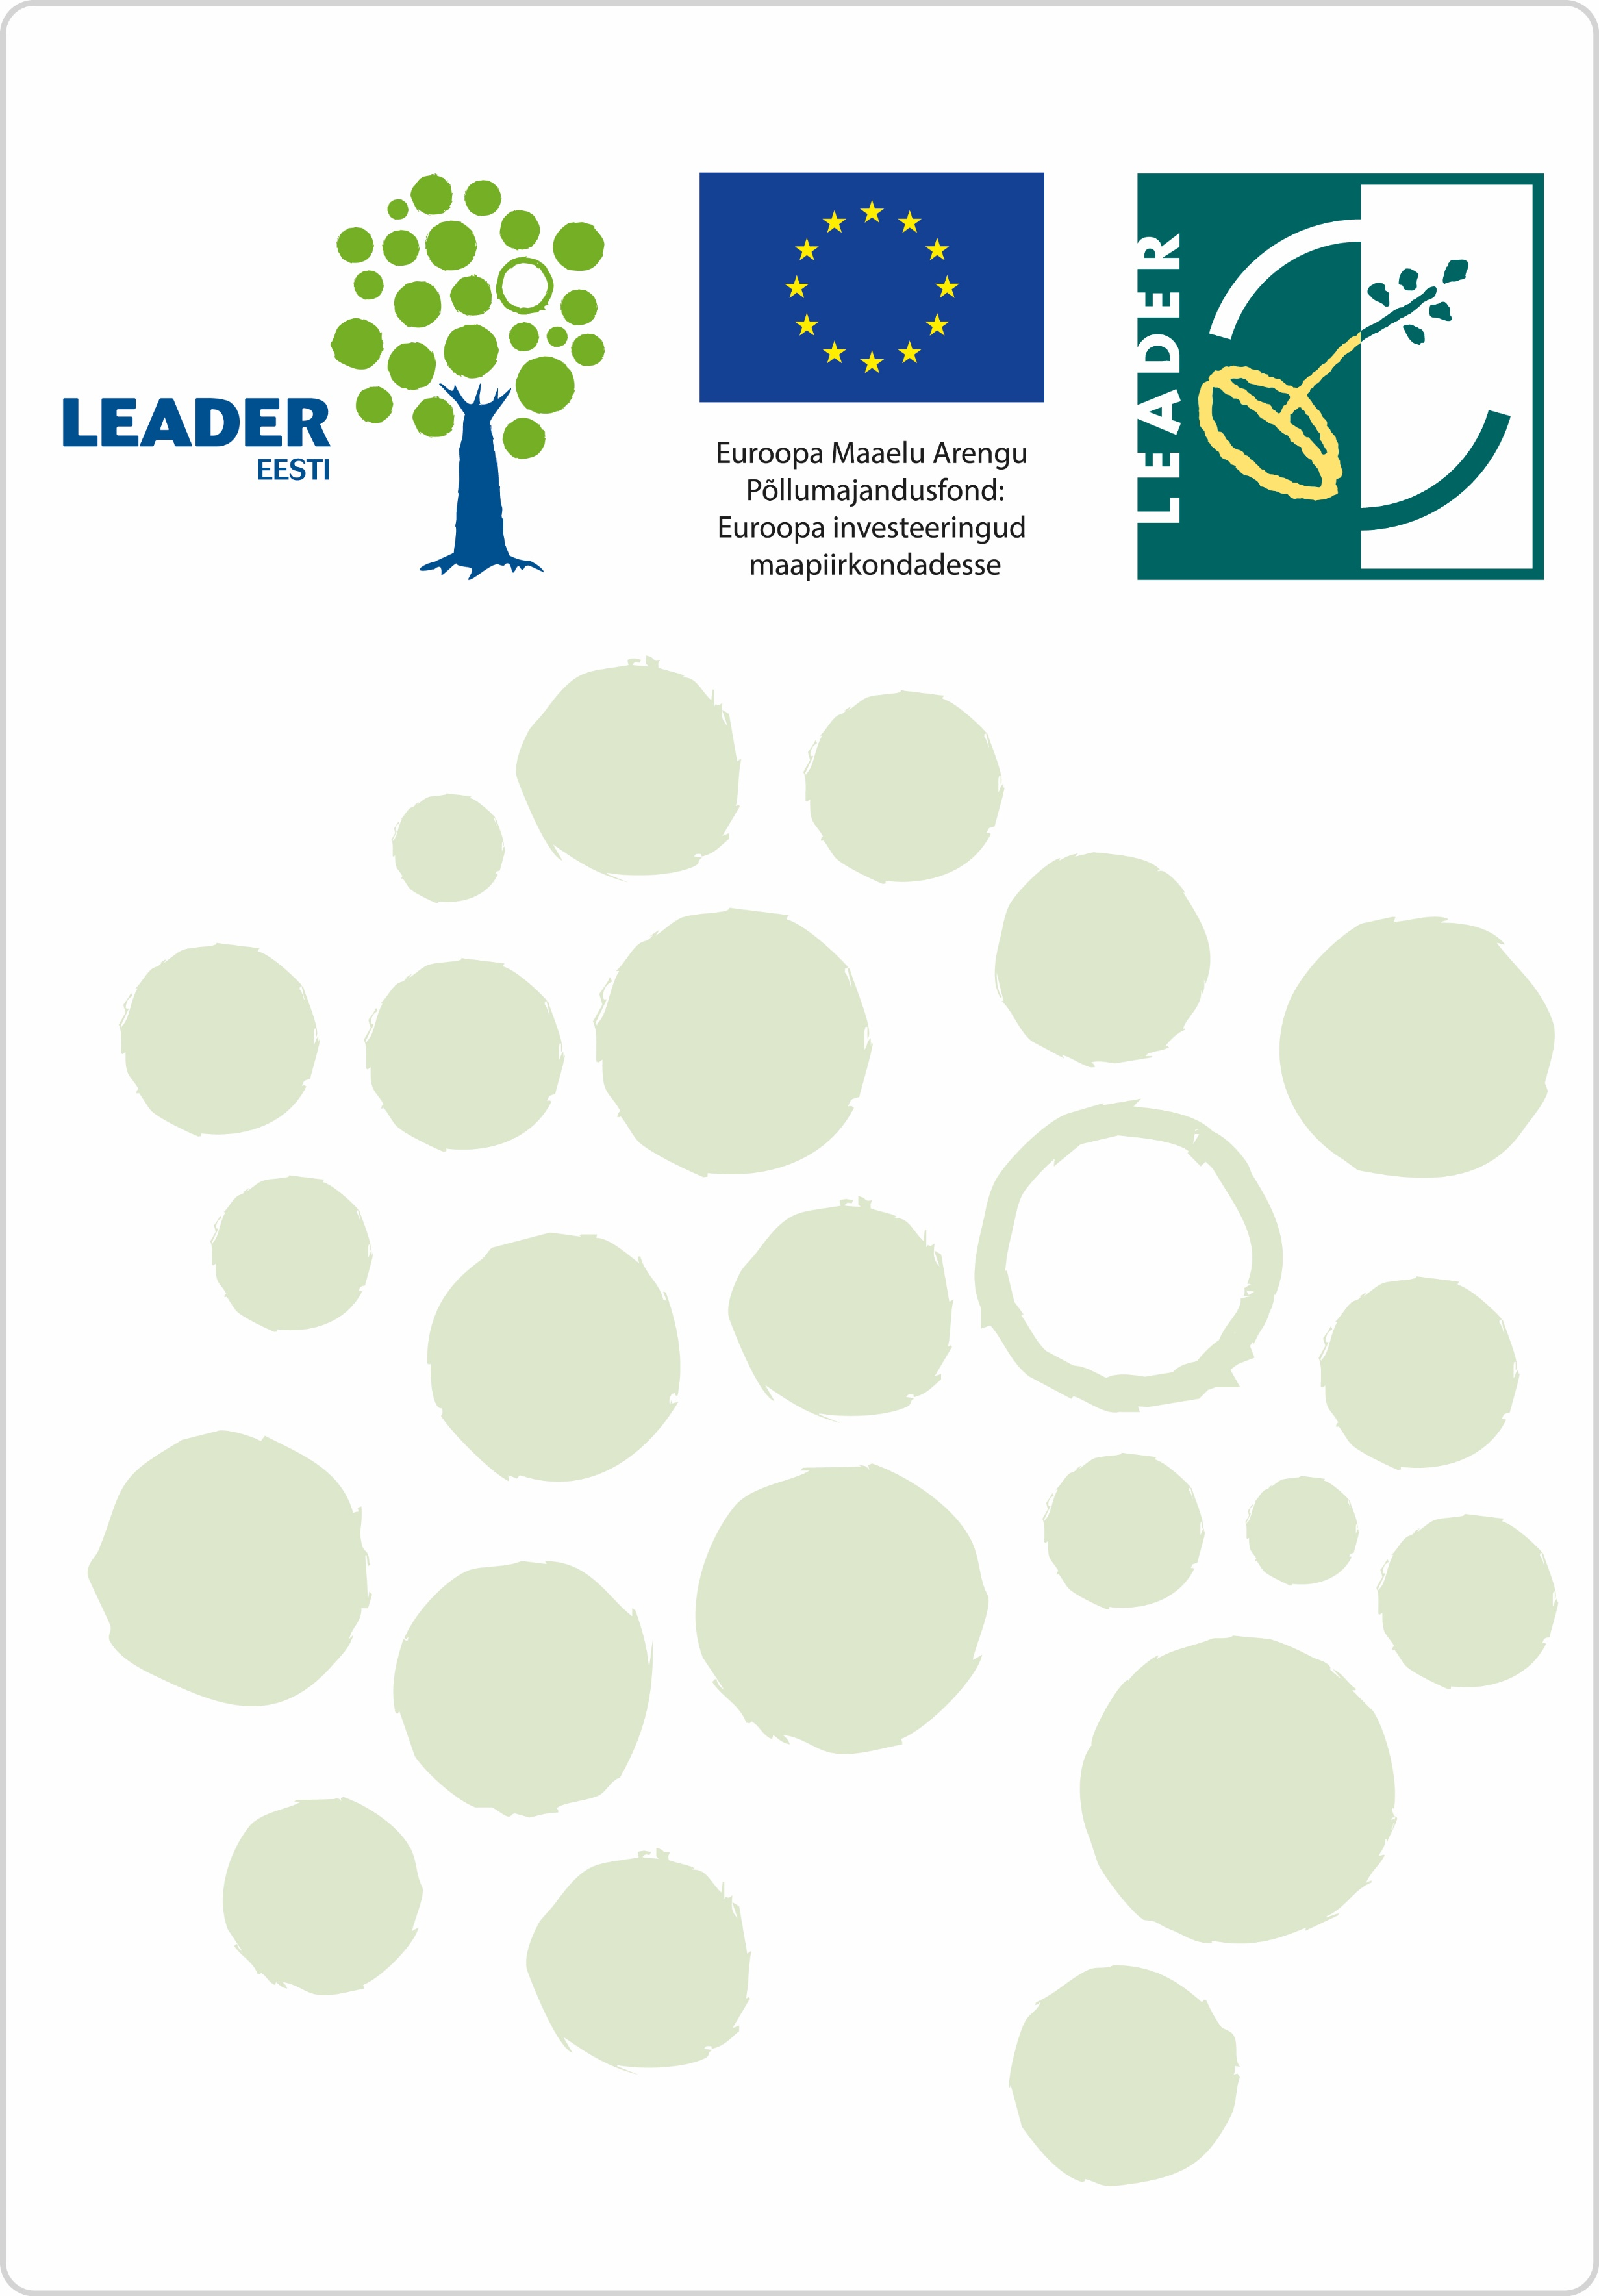 LEADER
EESTI
Euroopa Maaelu Arengu
Põllumajandusfond:
Euroopa investeeringud
maapiirkondadesse
LEADER